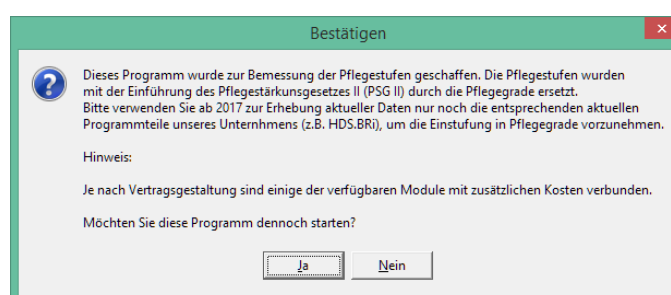 Bestätigen
Dieses Programm wurde zur Bemessung der Pflegestufen geschaffen. Die Pflegestufen wurden
mit der Einführung des Pflegestärkunsgesetzes II (PSG II) durch die Pflegegrade ersetzt.
Bitte verwenden Sie ab 2017 zur Erhebung aktueller Daten nur noch die entsprechenden aktuellen
Programmteile unseres Unternhmens (z.B. HDS.BRi), um die Einstufung in Pflegegrade vorzunehmen.
Hinweis:
Je nach Vertragsgestaltung sind einige der verfügbaren Module mit zusätzlichen Kosten verbunden.
Möchten Sie diese Programm dennoch starten?
Ja
Nein